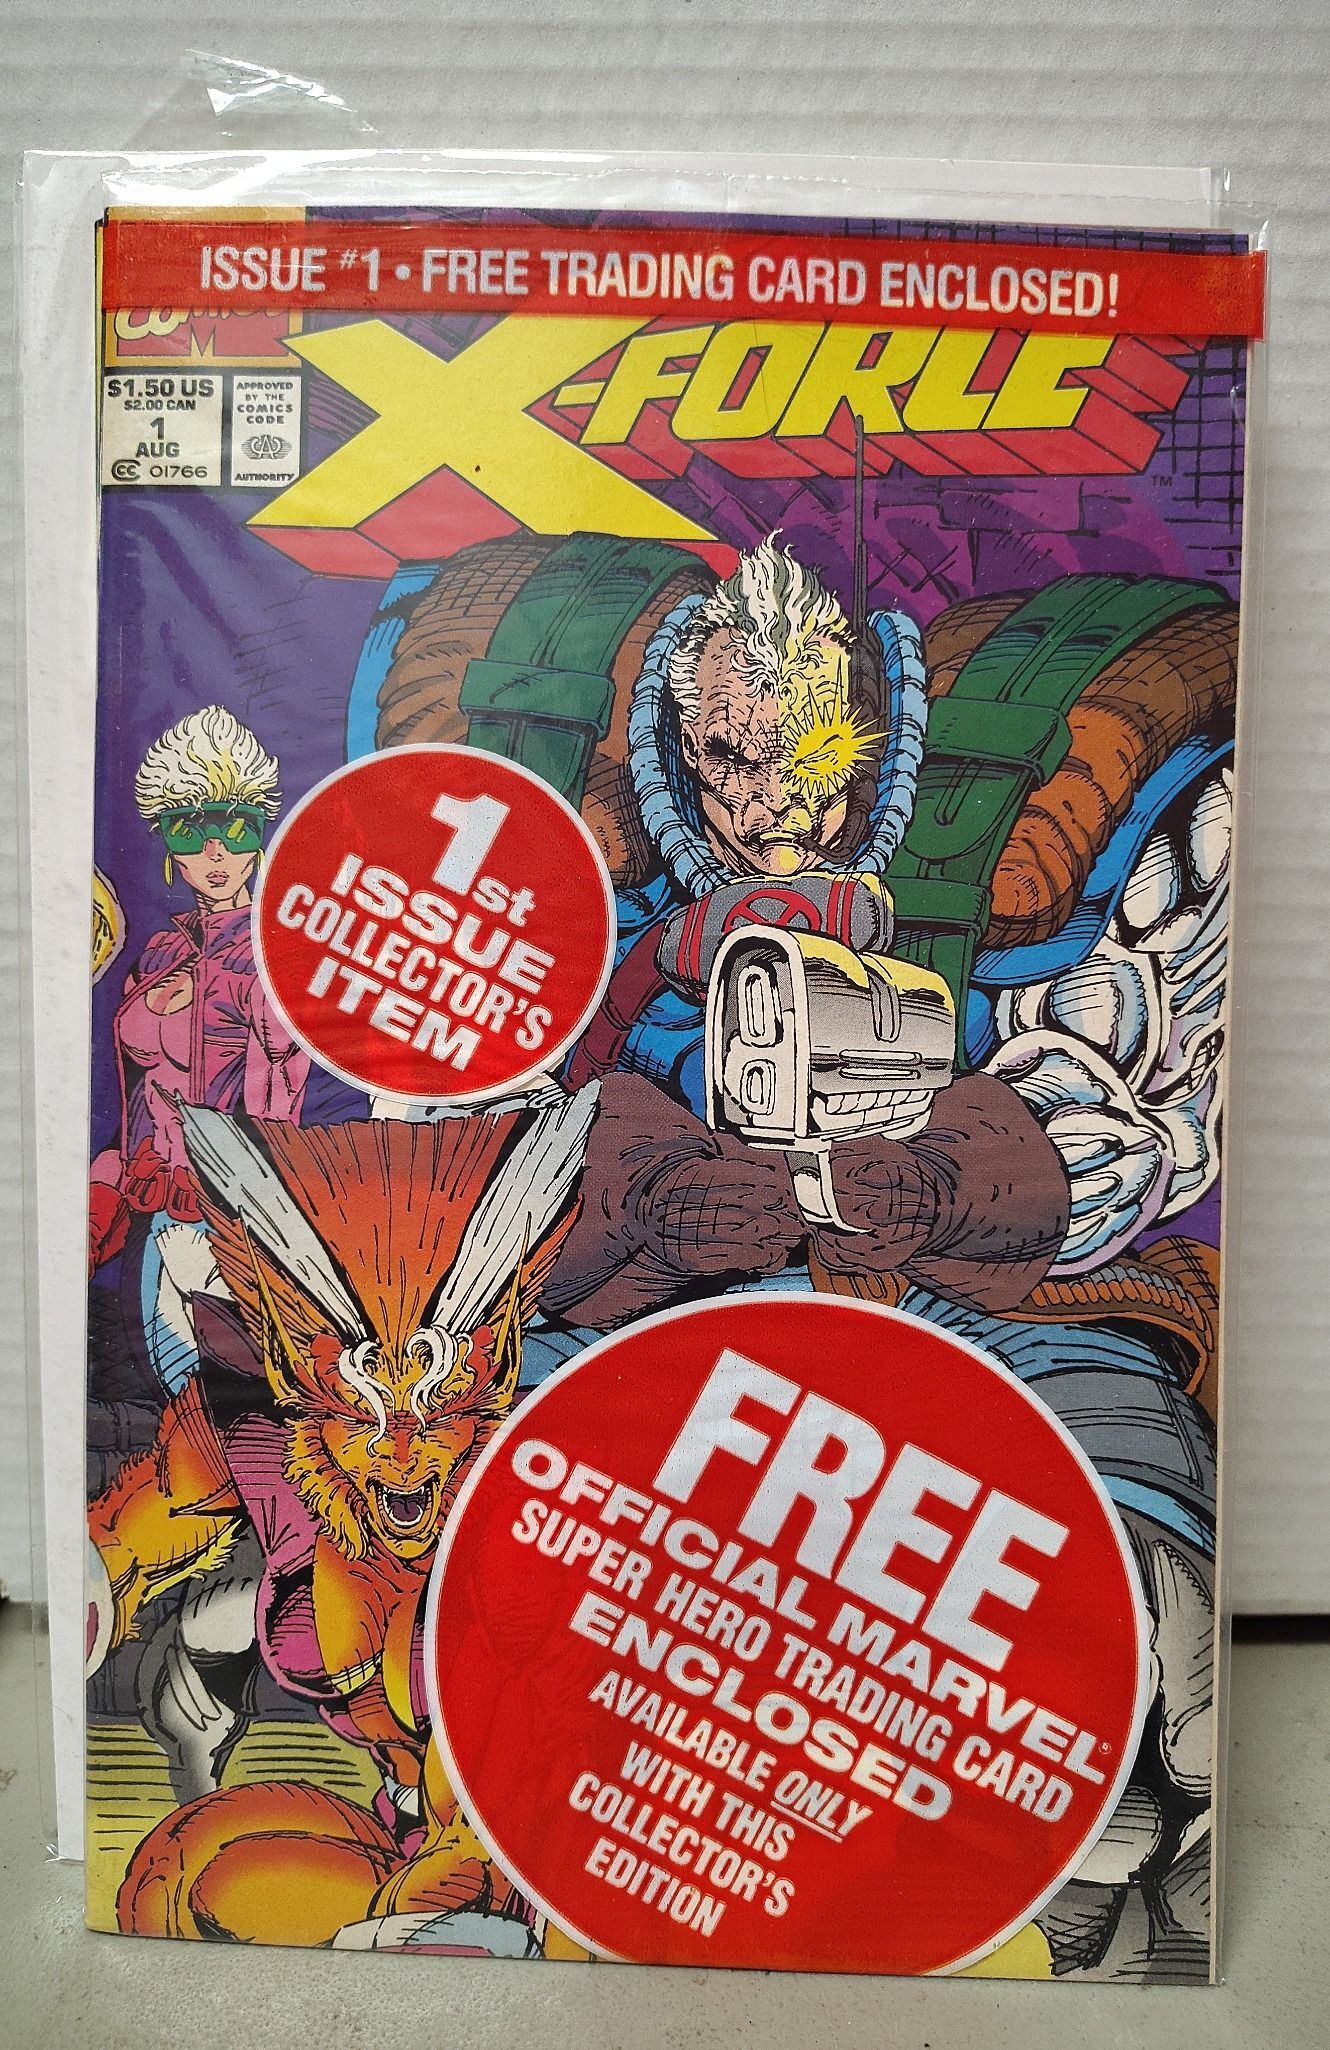 ISSUE #1 • FREE TRADING CARD ENCLOSED!
M
X-FORCE
TM
$1.50 US
$2.00 CAN
1
AUG
CC 01766
APPROVED
BY THE
COMICS
CODE
CA
AUTHORITY
1st
ISSUE
COLLECTOR'S
ITEM
FREE
OFFICIAL MARVEL®
SUPER HERO TRADING CARD
ENCLOSED
AVAILABLE ONLY
WITH THIS
COLLECTOR'S
EDITION